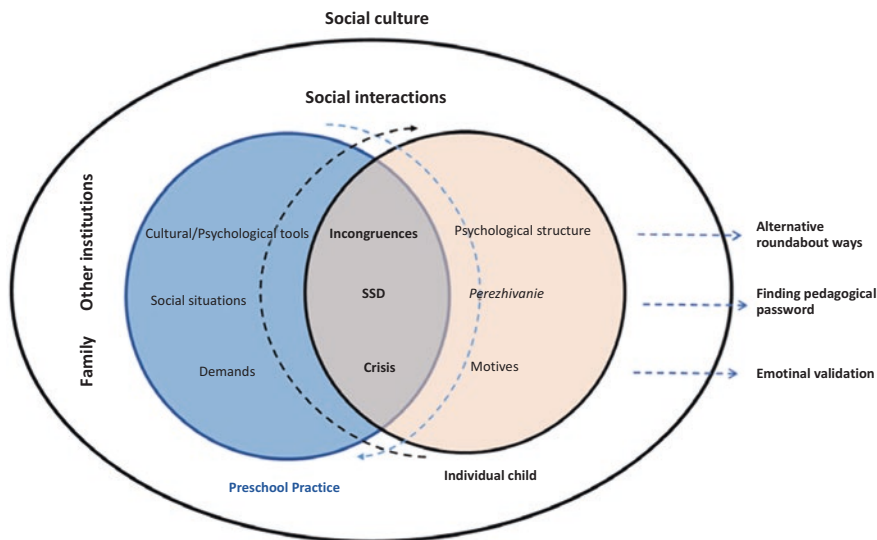 Social culture
Social interactions
Other institutions
Family
Cultural/Psychological tools
Social situations
Demands
Incongruences
SSD
Crisis
Psychological structure
Perezhivanie
Motives
Preschool Practice
Individual child
Alternative
roundabout ways
Finding pedagogical
password
Emotinal validation